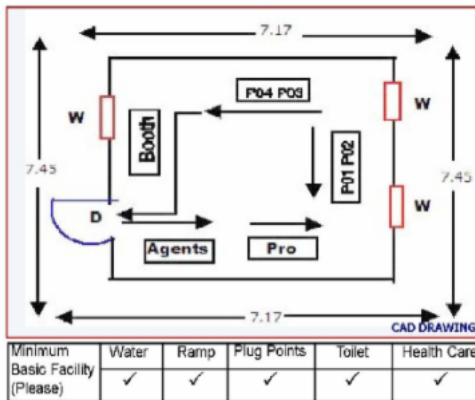 7.17
P04 P03
W
W
Booth
P01 P02
7.45
7.45
D
W
Agents
Pro
7.17
CAD DRAWING
Minimum Basic Facility (Please)
Water
Ramp
Plug Points
Toilet
Health Care
✓ ✓ ✓ ✓ ✓